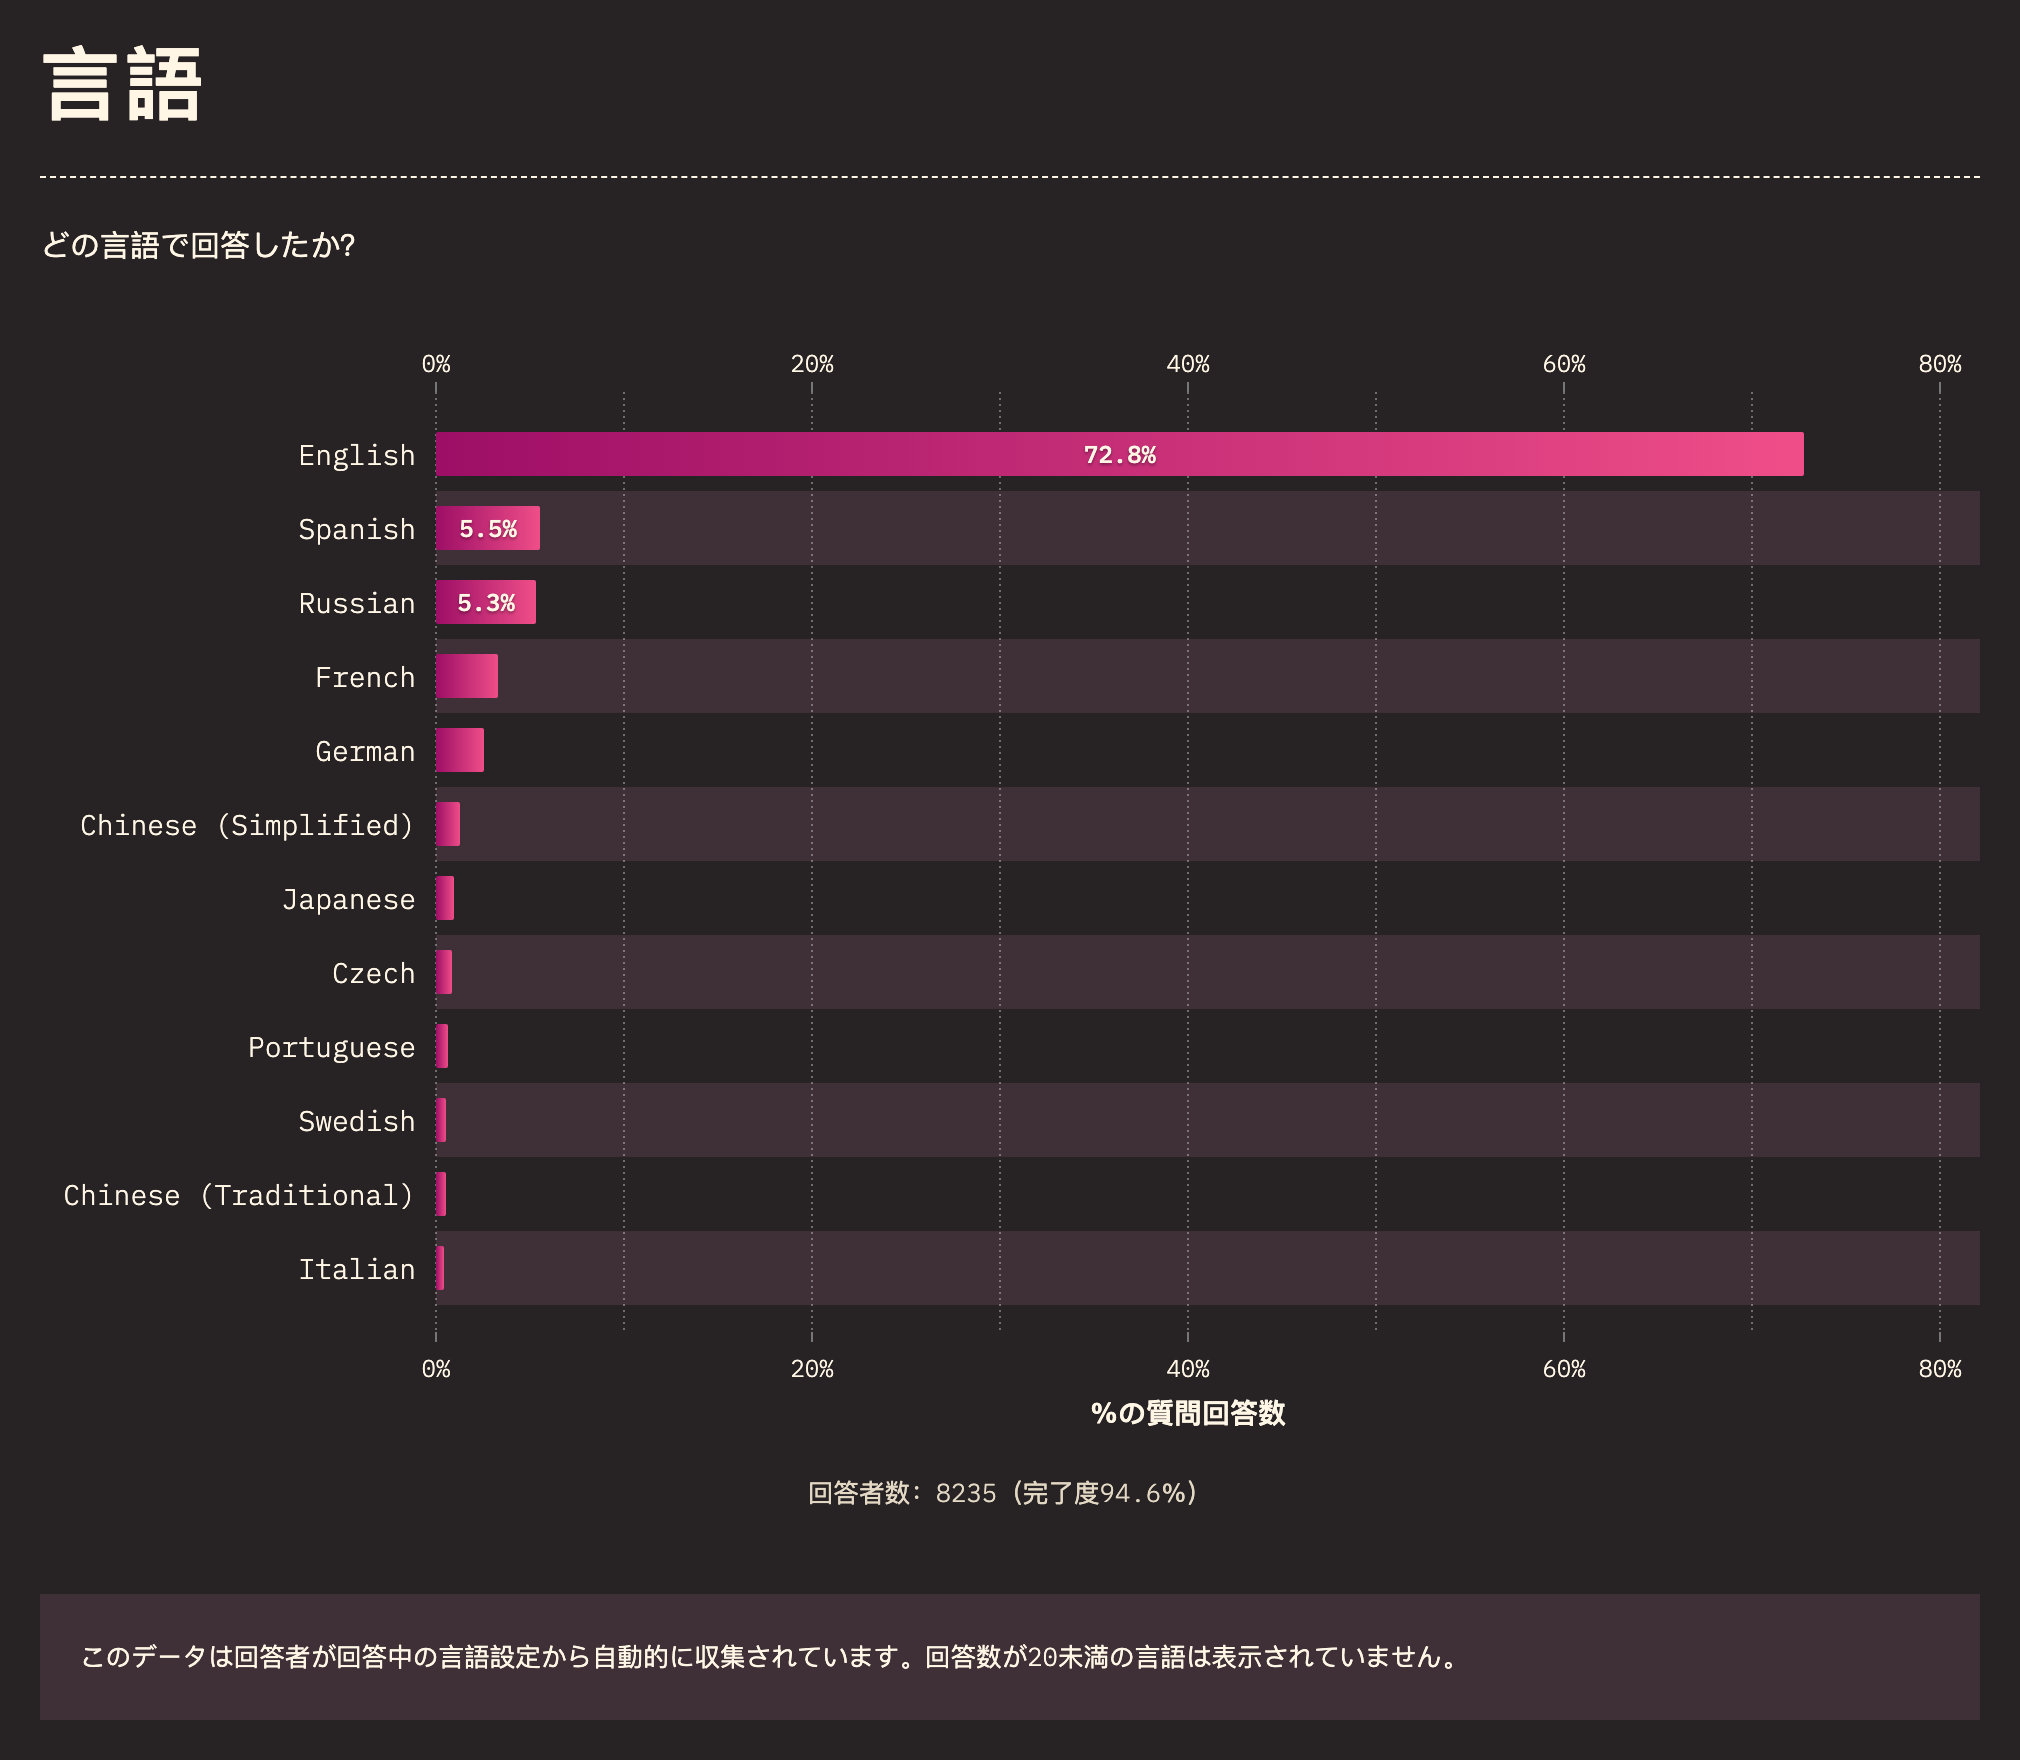 言語
どの言語で回答したか?
0% 20% 40% 60% 80%
English 72.8%
Spanish 5.5%
Russian 5.3%
French
German
Chinese (Simplified)
Japanese
Czech
Portuguese
Swedish
Chinese (Traditional)
Italian
0% 20% 40% 60% 80%
%の質問回答数
回答者数: 8235 (完了度94.6%)
このデータは回答者が回答中の言語設定から自動的に収集されています。回答数が20未満の言語は表示されていません。